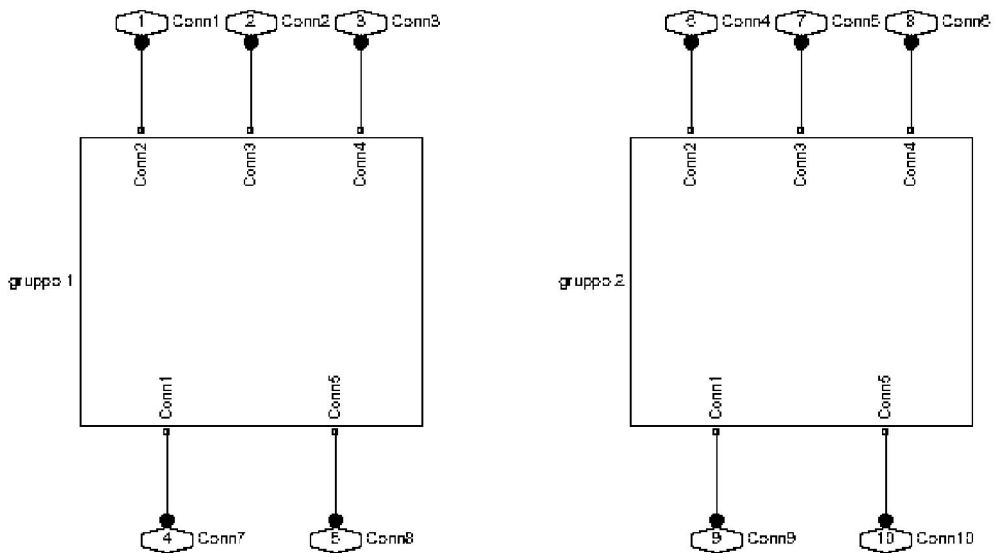 1 Conn1 2 Conn2 3 Conn3 6 Conn4 7 Conn5 8 Conn6
Conn2 Conn3 Conn4 Conn2 Conn3 Conn4
gruppo 1 gruppo 2
Conn1 Conn5 Conn1 Conn5
4 Conn7 5 Conn8 9 Conn9 10 Conn10